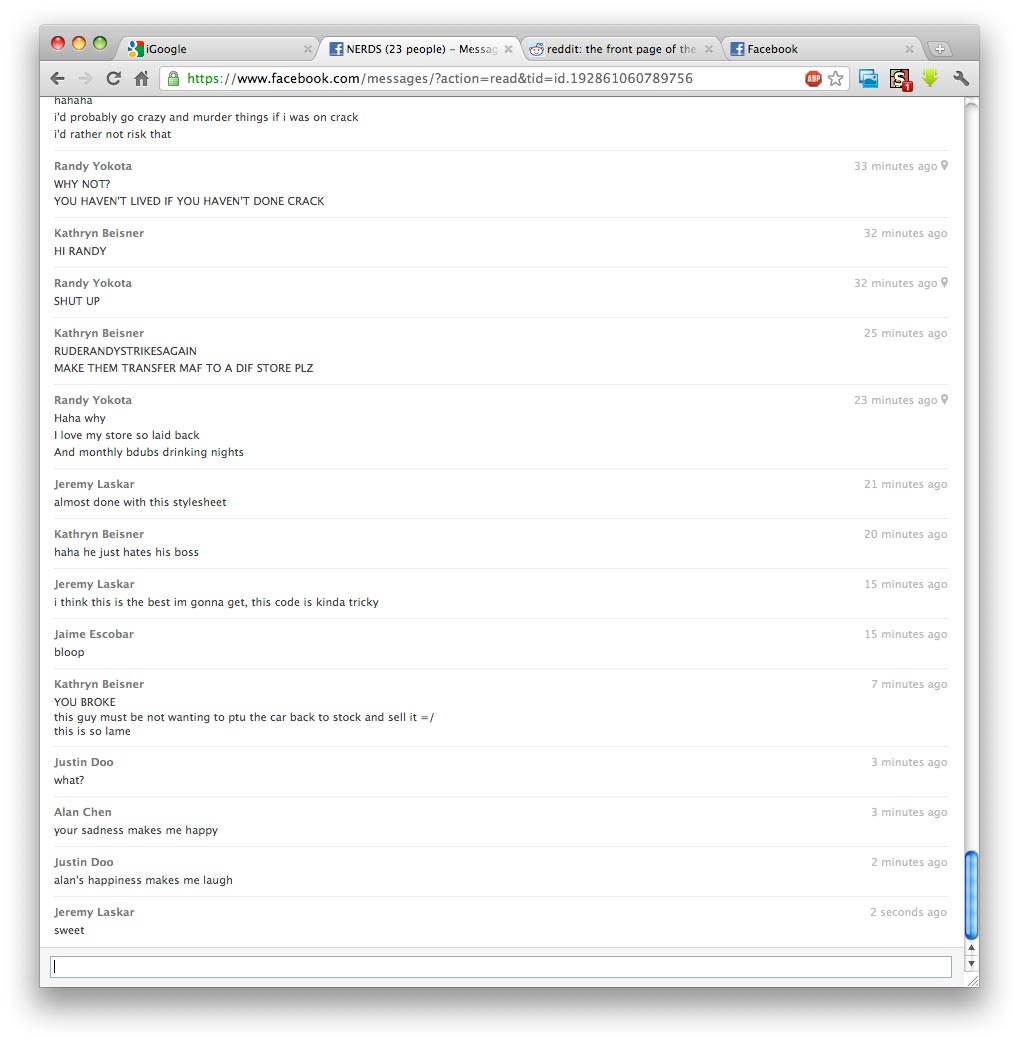 iGoogle
NERDS (23 people) – Messag
reddit: the front page of the
Facebook
https://www.facebook.com/messages/?action=read&tid=id.192861060789756
ABP
1
hahaha
i'd probably go crazy and murder things if i was on crack
i'd rather not risk that
Randy Yokota
33 minutes ago
WHY NOT?
YOU HAVEN'T LIVED IF YOU HAVEN'T DONE CRACK
Kathryn Beisner
32 minutes ago
HI RANDY
Randy Yokota
32 minutes ago
SHUT UP
Kathryn Beisner
25 minutes ago
RUDERANDYSTRIKESAGAIN
MAKE THEM TRANSFER MAF TO A DIF STORE PLZ
Randy Yokota
23 minutes ago
Haha why
I love my store so laid back
And monthly bdubs drinking nights
Jeremy Laskar
21 minutes ago
almost done with this stylesheet
Kathryn Beisner
20 minutes ago
haha he just hates his boss
Jeremy Laskar
15 minutes ago
i think this is the best im gonna get, this code is kinda tricky
Jaime Escobar
15 minutes ago
bloop
Kathryn Beisner
7 minutes ago
YOU BROKE
this guy must be not wanting to ptu the car back to stock and sell it =/
this is so lame
Justin Doo
3 minutes ago
what?
Alan Chen
3 minutes ago
your sadness makes me happy
Justin Doo
2 minutes ago
alan's happiness makes me laugh
Jeremy Laskar
2 seconds ago
sweet